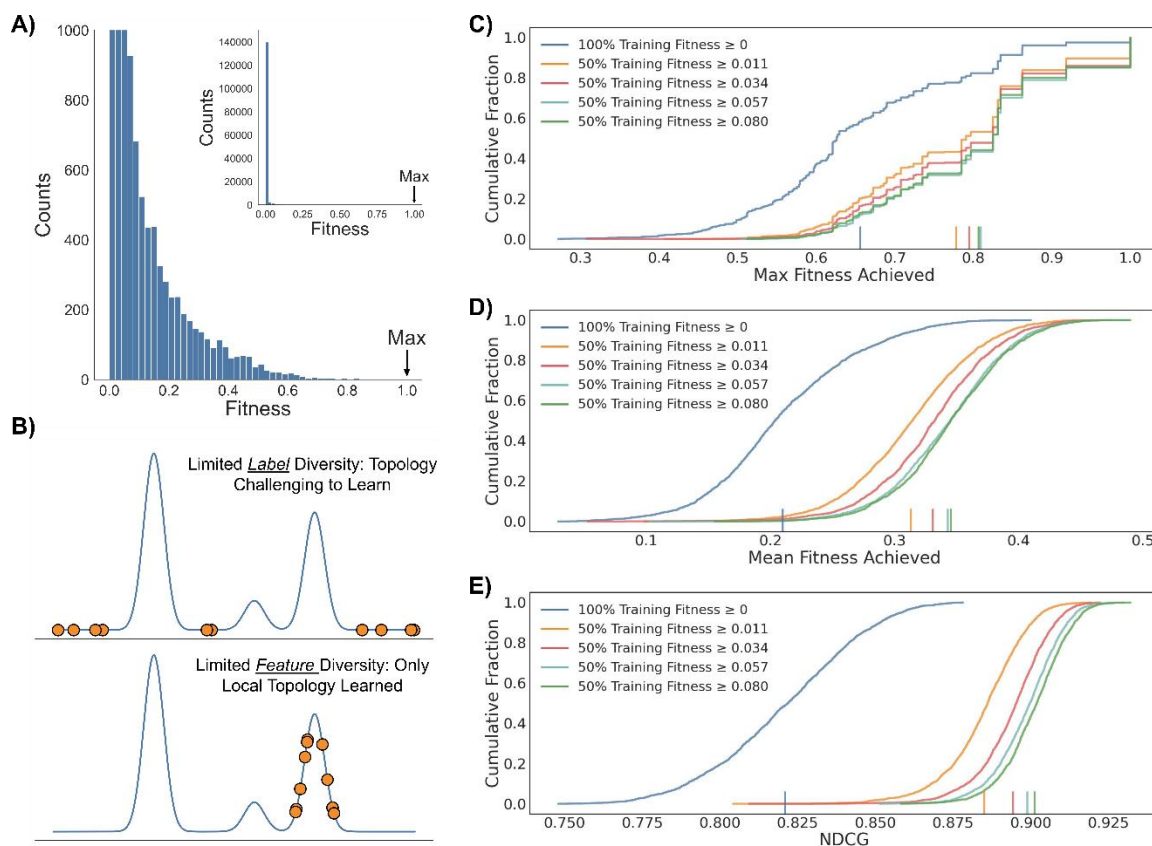 A)
1000
800
600
400
200
0
Counts
0.0
0.2
0.4
0.6
0.8
1.0
Fitness
Max
140000
120000
100000
80000
60000
40000
20000
0
Counts
0.00
0.25
0.50
0.75
1.00
Fitness
Max
B)
Limited Label Diversity: Topology
Challenging to Learn
Limited Feature Diversity: Only
Local Topology Learned
C)
1.0
0.8
0.6
0.4
0.2
0.0
Cumulative Fraction
100% Training Fitness ≥ 0
50% Training Fitness ≥ 0.011
50% Training Fitness ≥ 0.034
50% Training Fitness ≥ 0.057
50% Training Fitness ≥ 0.080
0.3
0.4
0.5
0.6
0.7
0.8
0.9
1.0
Max Fitness Achieved
D)
1.0
0.8
0.6
0.4
0.2
0.0
Cumulative Fraction
100% Training Fitness ≥ 0
50% Training Fitness ≥ 0.011
50% Training Fitness ≥ 0.034
50% Training Fitness ≥ 0.057
50% Training Fitness ≥ 0.080
0.1
0.2
0.3
0.4
0.5
Mean Fitness Achieved
E)
1.0
0.8
0.6
0.4
0.2
0.0
Cumulative Fraction
100% Training Fitness ≥ 0
50% Training Fitness ≥ 0.011
50% Training Fitness ≥ 0.034
50% Training Fitness ≥ 0.057
50% Training Fitness ≥ 0.080
0.750
0.775
0.800
0.825
0.850
0.875
0.900
0.925
NDCG